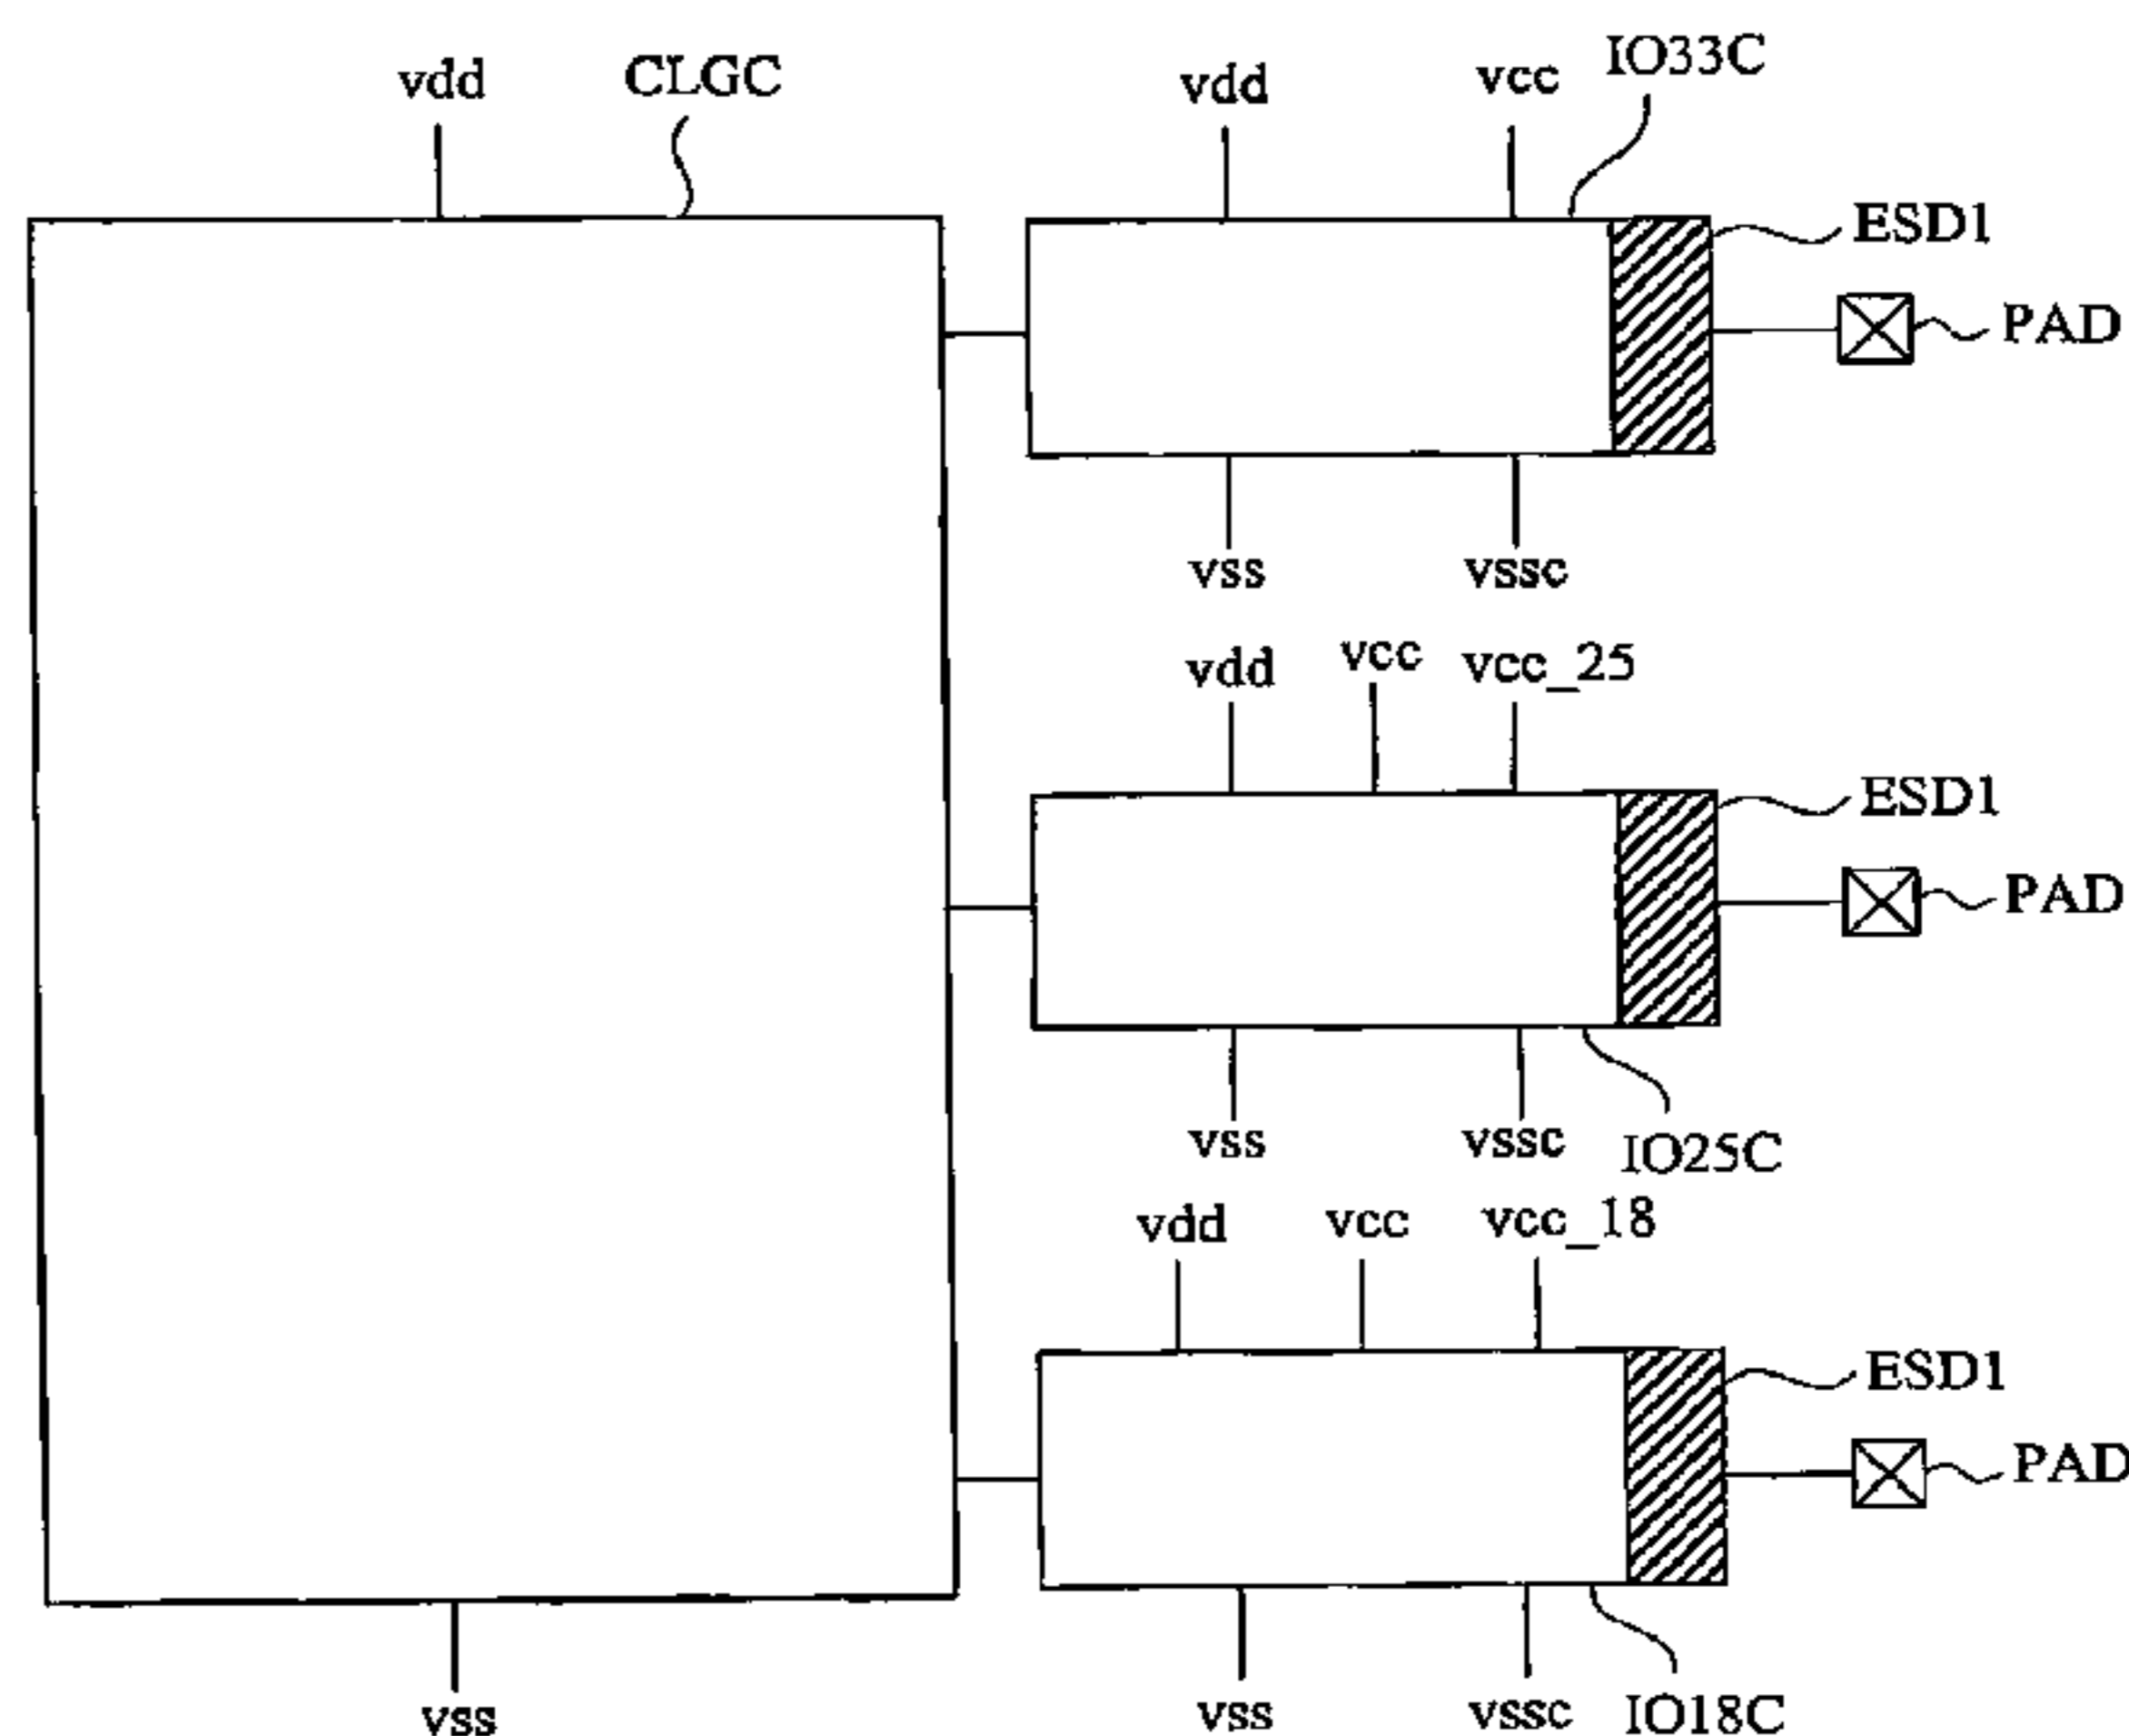 vdd CLGC vdd vcc IO33C
ESD1
PAD
vss vssc
vdd vcc vcc_25
ESD1
PAD
vss vssc IO25C
vdd vcc vcc_18
ESD1
PAD
vss vss vssc IO18C